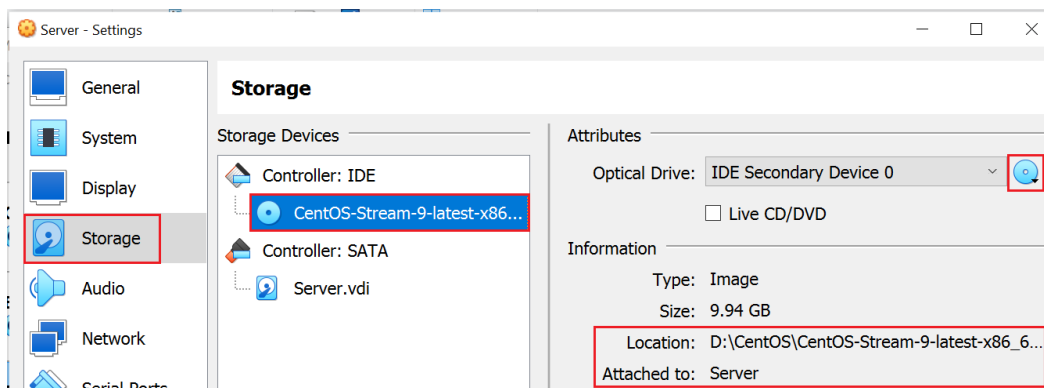 Server - Settings
General
System
Display
Storage
Audio
Network
Serial Ports
Storage
Storage Devices
Controller: IDE
CentOS-Stream-9-latest-x86...
Controller: SATA
Server.vdi
Attributes
Optical Drive: IDE Secondary Device 0
Live CD/DVD
Information
Type: Image
Size: 9.94 GB
Location: D:\CentOS\CentOS-Stream-9-latest-x86_6...
Attached to: Server